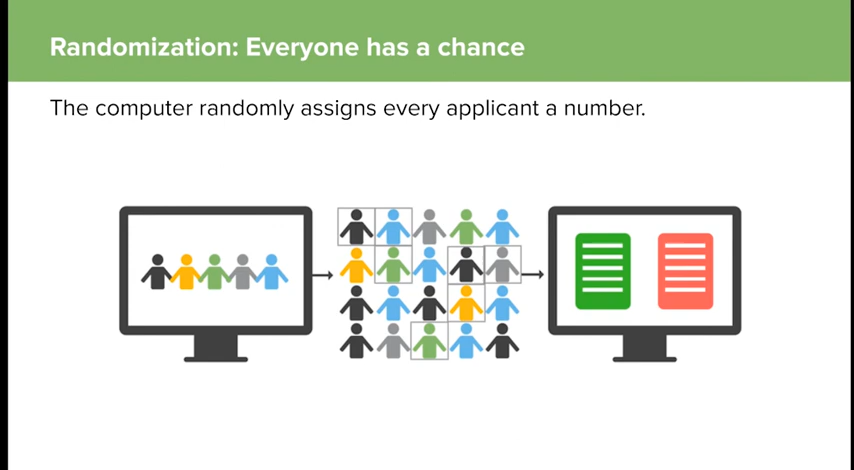 Randomization: Everyone has a chance
The computer randomly assigns every applicant a number.